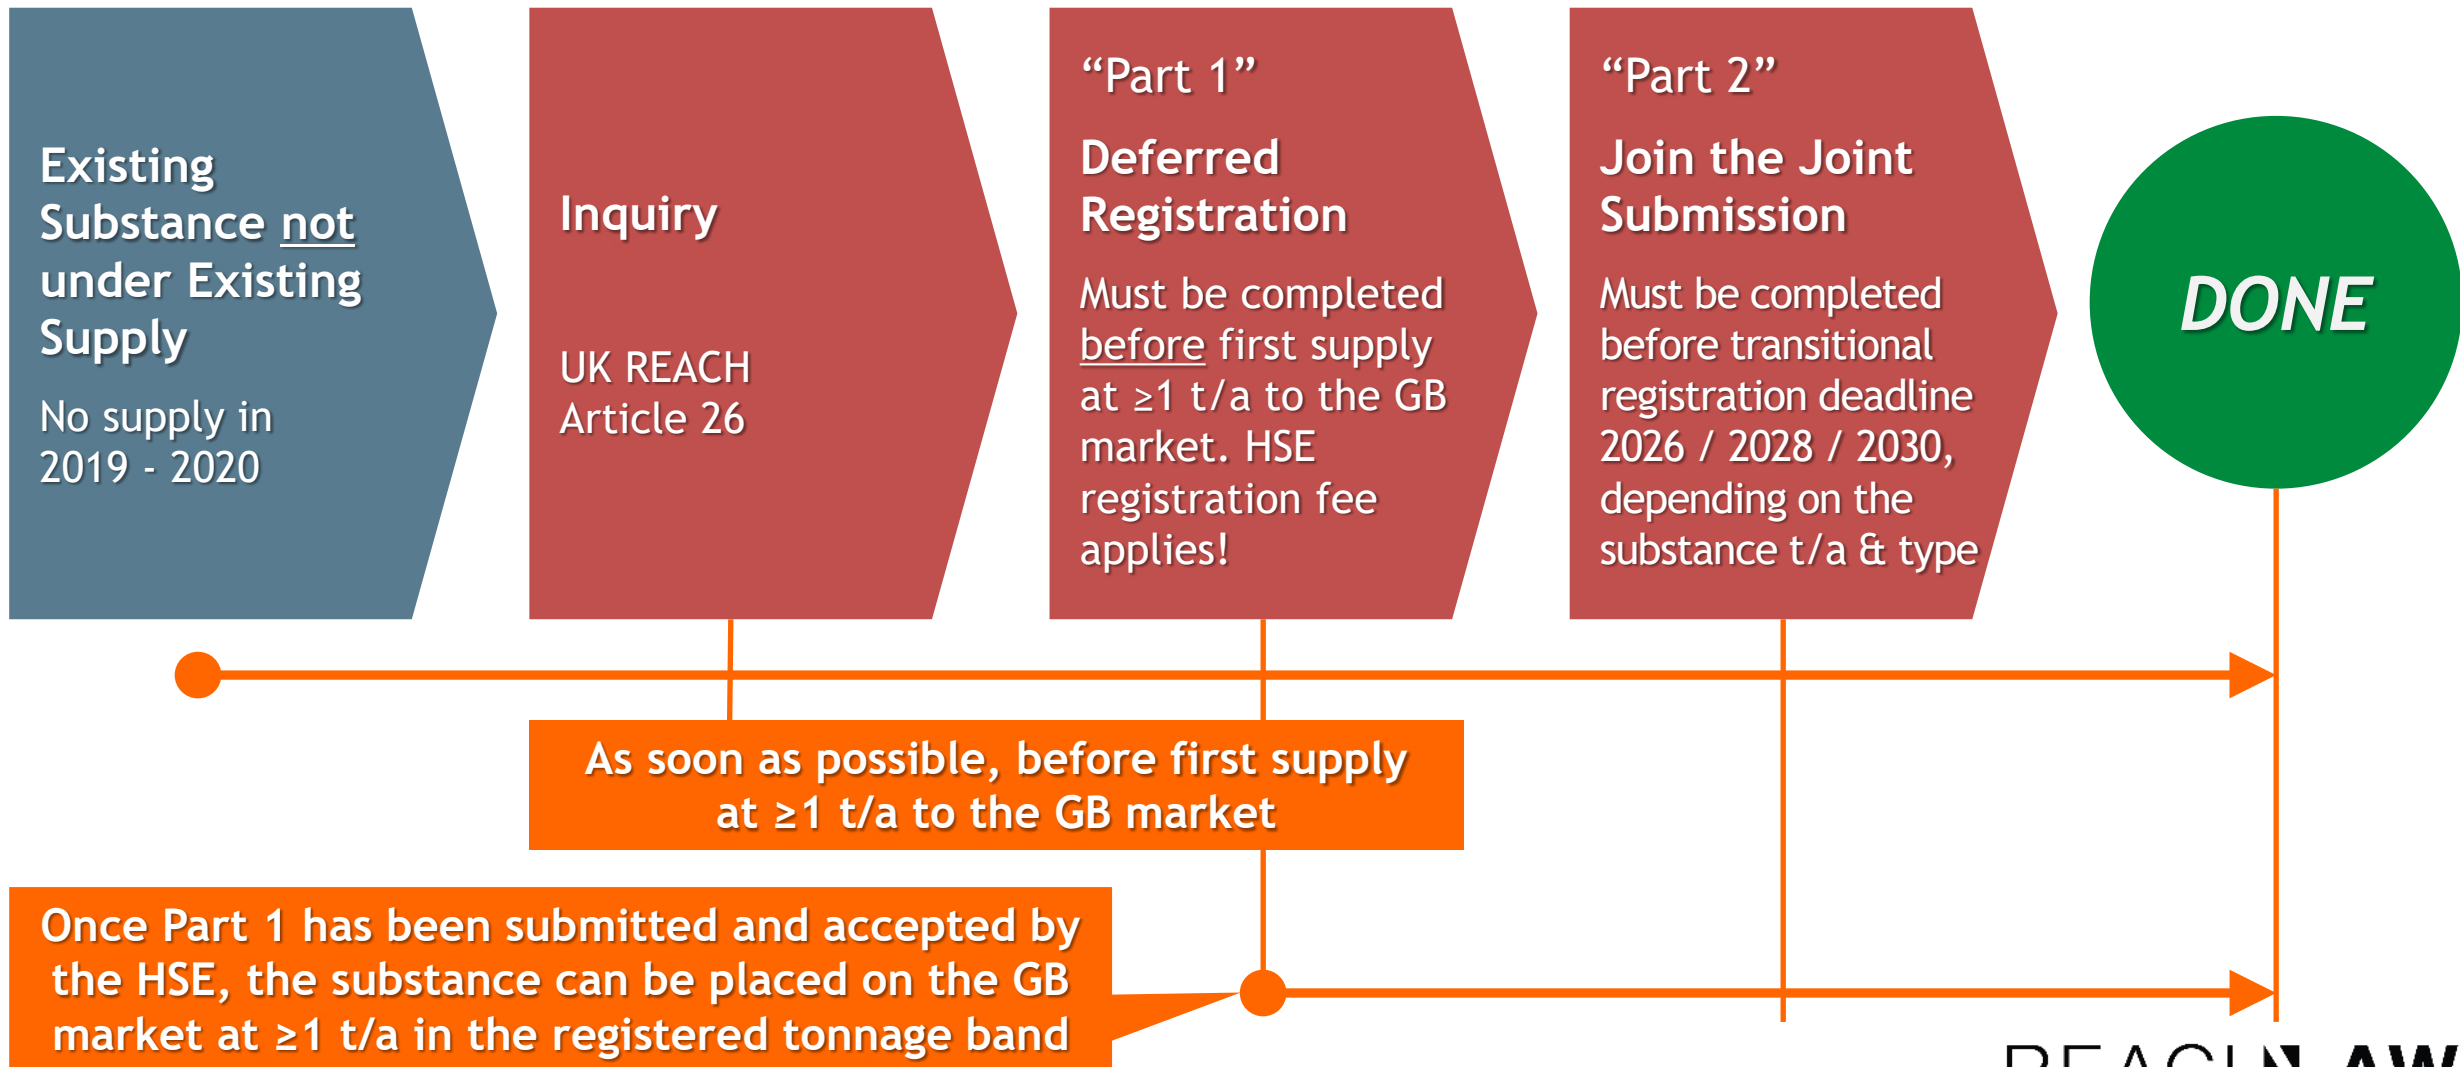 Existing
Substance not
under Existing
Supply
No supply in
2019 - 2020
Inquiry
UK REACH
Article 26
“Part 1”
Deferred
Registration
Must be completed
before first supply
at ≥1 t/a to the GB
market. HSE
registration fee
applies!
“Part 2”
Join the Joint
Submission
Must be completed
before transitional
registration deadline
2026 / 2028 / 2030,
depending on the
substance t/a & type
DONE
As soon as possible, before first supply
at ≥1 t/a to the GB market
Once Part 1 has been submitted and accepted by
the HSE, the substance can be placed on the GB
market at ≥1 t/a in the registered tonnage band